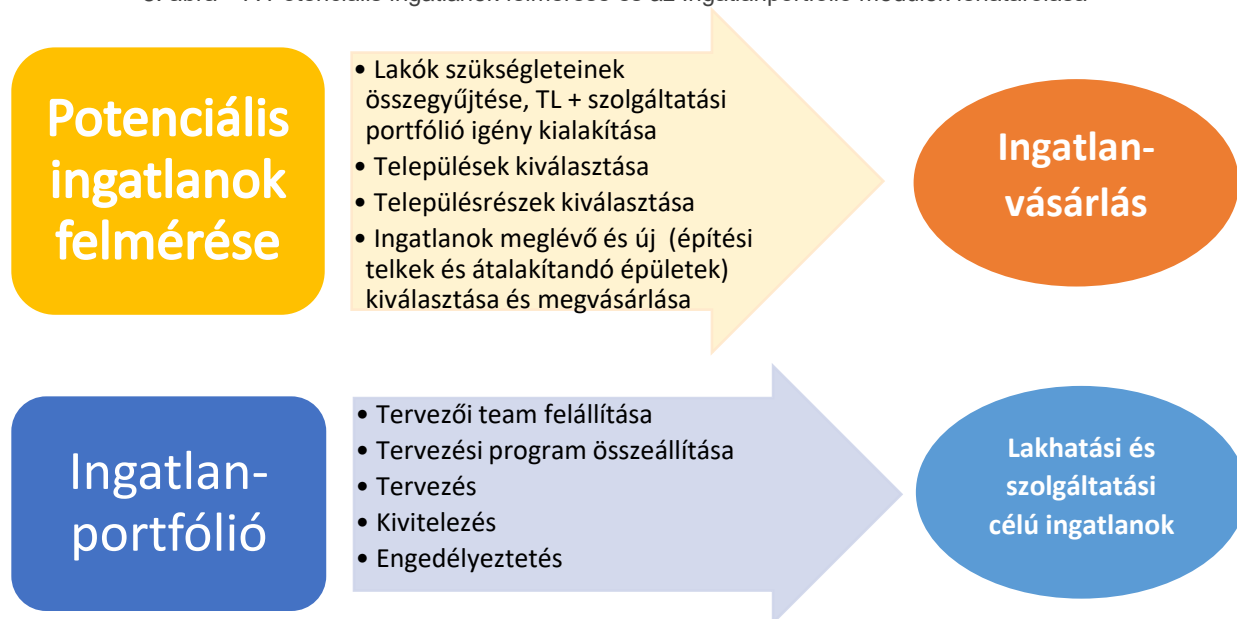 Potenciális
ingatlanok
felmérése
• Lakók szükségleteinek
összegyűjtése, TL + szolgáltatási
portfólió igény kialakítása
• Települések kiválasztása
• Településrészek kiválasztása
• Ingatlanok meglévő és új (építési
telkek és átalakítandó épületek)
kiválasztása és megvásárlása
Ingatlan-
vásárlás
Ingatlan-
portfólió
• Tervezői team felállítása
• Tervezési program összeállítása
• Tervezés
• Kivitelezés
• Engedélyeztetés
Lakhatási és
szolgáltatási
célú ingatlanok